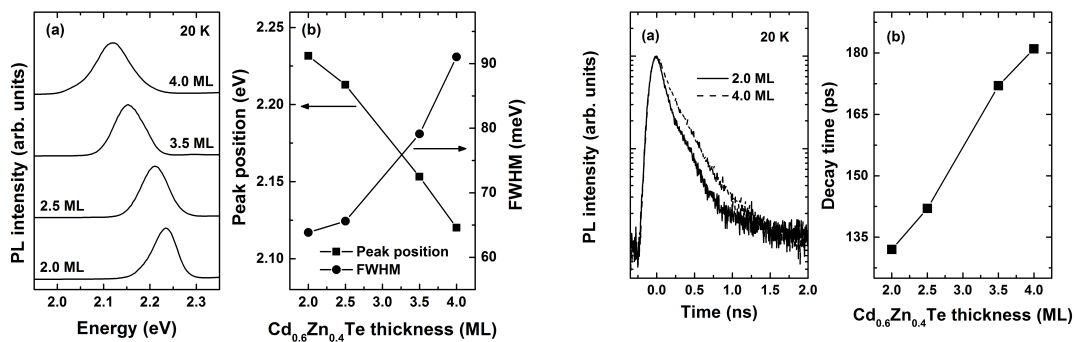 (a) 20 K
4.0 ML
3.5 ML
2.5 ML
2.0 ML
PL intensity (arb. units)
2.0 2.1 2.2 2.3
Energy (eV)
(b)
2.25
2.20
2.15
2.10
Peak position (eV)
90
80
70
60
FWHM (meV)
Peak position
FWHM
2.0 2.5 3.0 3.5 4.0
Cd0.6Zn0.4Te thickness (ML)
(a) 20 K
2.0 ML
4.0 ML
PL intensity (arb. units)
0.0 0.5 1.0 1.5 2.0
Time (ns)
(b)
180
165
150
135
Decay time (ps)
2.0 2.5 3.0 3.5 4.0
Cd0.6Zn0.4Te thickness (ML)